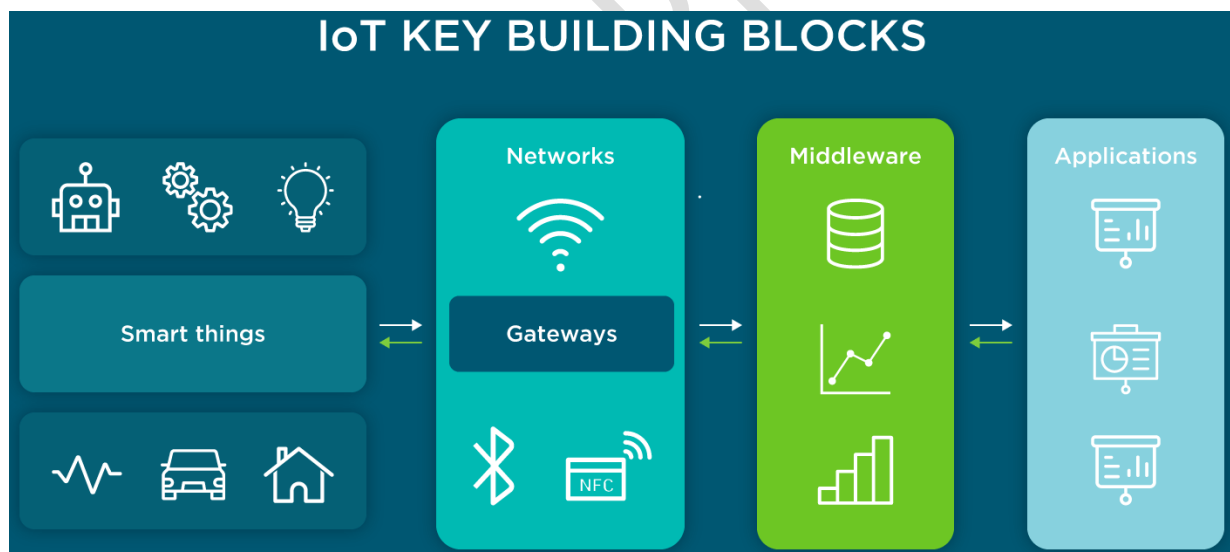 IoT KEY BUILDING BLOCKS
Smart things
Networks
Gateways
NFC
Middleware
Applications